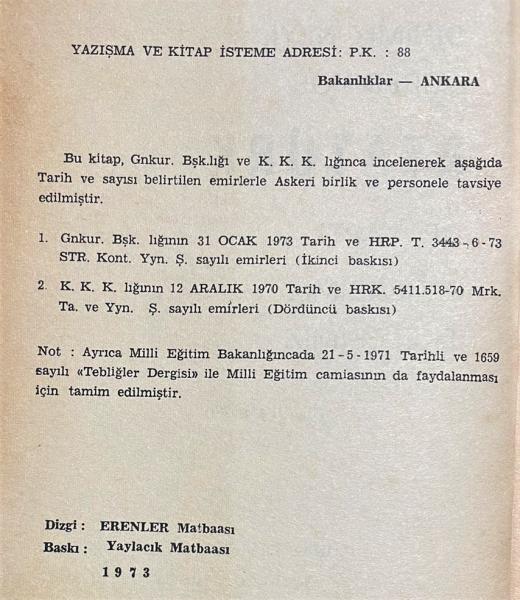 YAZIŞMA VE KİTAP İSTEME ADRESİ: P.K. : 88
Bakanlıklar — ANKARA
Bu kitap, Gnkur. Bşk.lığı ve K. K. K. lığınca incelenerek aşağıda
Tarih ve sayısı belirtilen emirlerle Askeri birlik ve personele tavsiye
edilmiştir.
1. Gnkur. Bşk. lığının 31 OCAK 1973 Tarih ve HRP. T. 3443-6-73
STR. Kont. Yyn. Ş. sayılı emirleri (İkinci baskısı)
2. K. K. K. lığının 12 ARALIK 1970 Tarih ve HRK. 5411.518-70 Mrk.
Ta. ve Yyn. Ş. sayılı emirleri (Dördüncü baskısı)
Not : Ayrıca Milli Eğitim Bakanlığıncada 21-5-1971 Tarihli ve 1659
sayılı «Tebliğler Dergisi» ile Milli Eğitim camiasının da faydalanması
için tamim edilmiştir.
Dizgi : ERENLER Matbaası
Baskı : Yaylacık Matbaası
1973